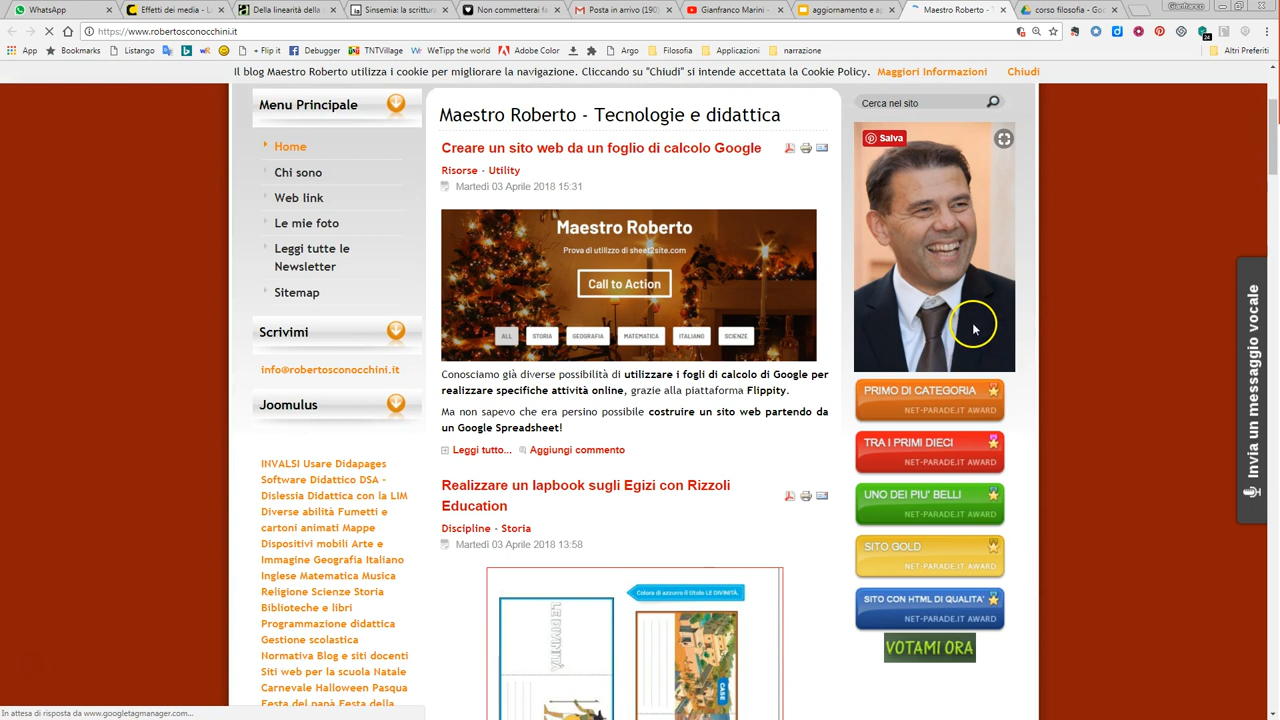 WhatsApp
Effetti dei media - L
Della linearità della s
Sinsemia: la scrittura
Non commetterai f
Posta in arrivo (190)
Gianfranco Marini -
aggiornamento e ap
Maestro Roberto - T
corso filosofia - Goo
Gianfranco
https://www.robertosconocchini.it
App
Bookmarks
Listango
+ Flip it
Debugger
TNTVillage
WeTipp the world
Adobe Color
Argo
Filosofia
Applicazioni
narrazione
Altri Preferiti
Il blog Maestro Roberto utilizza i cookie per migliorare la navigazione. Cliccando su "Chiudi" si intende accettata la Cookie Policy. Maggiori Informazioni Chiudi
Menu Principale
Home
Chi sono
Web link
Le mie foto
Leggi tutte le
Newsletter
Sitemap
Scrivimi
info@robertosconocchini.it
Joomulus
INVALSI Usare Didapages
Software Didattico DSA -
Dislessia Didattica con la LIM
Diverse abilità Fumetti e
cartoni animati Mappe
Dispositivi mobili Arte e
Immagine Geografia Italiano
Inglese Matematica Musica
Religione Scienze Storia
Biblioteche e libri
Programmazione didattica
Gestione scolastica
Normativa Blog e siti docenti
Siti web per la scuola Natale
Carnevale Halloween Pasqua
Festa del papà Festa della
Maestro Roberto - Tecnologie e didattica
Creare un sito web da un foglio di calcolo Google
Risorse - Utility
Martedì 03 Aprile 2018 15:31
Maestro Roberto
Prova di utilizzo di sheet2site.com
Call to Action
ALL STORIA GEOGRAFIA MATEMATICA ITALIANO SCIENZE
Conosciamo già diverse possibilità di utilizzare i fogli di calcolo di Google per
realizzare specifiche attività online, grazie alla piattaforma Flippity.
Ma non sapevo che era persino possibile costruire un sito web partendo da
un Google Spreadsheet!
Leggi tutto... Aggiungi commento
Realizzare un lapbook sugli Egizi con Rizzoli
Education
Discipline - Storia
Martedì 03 Aprile 2018 13:58
Colora di azzurro il titolo LE DIVINITÀ.
LE DIVINITÀ
CASE
Cerca nel sito
Salva
PRIMO DI CATEGORIA
NET-PARADE.IT AWARD
TRA I PRIMI DIECI
NET-PARADE.IT AWARD
UNO DEI PIU' BELLI
NET-PARADE.IT AWARD
SITO GOLD
NET-PARADE.IT AWARD
SITO CON HTML DI QUALITA'
NET-PARADE.IT AWARD
VOTAMI ORA
Invia un messaggio vocale
In attesa di risposta da www.googletagmanager.com...